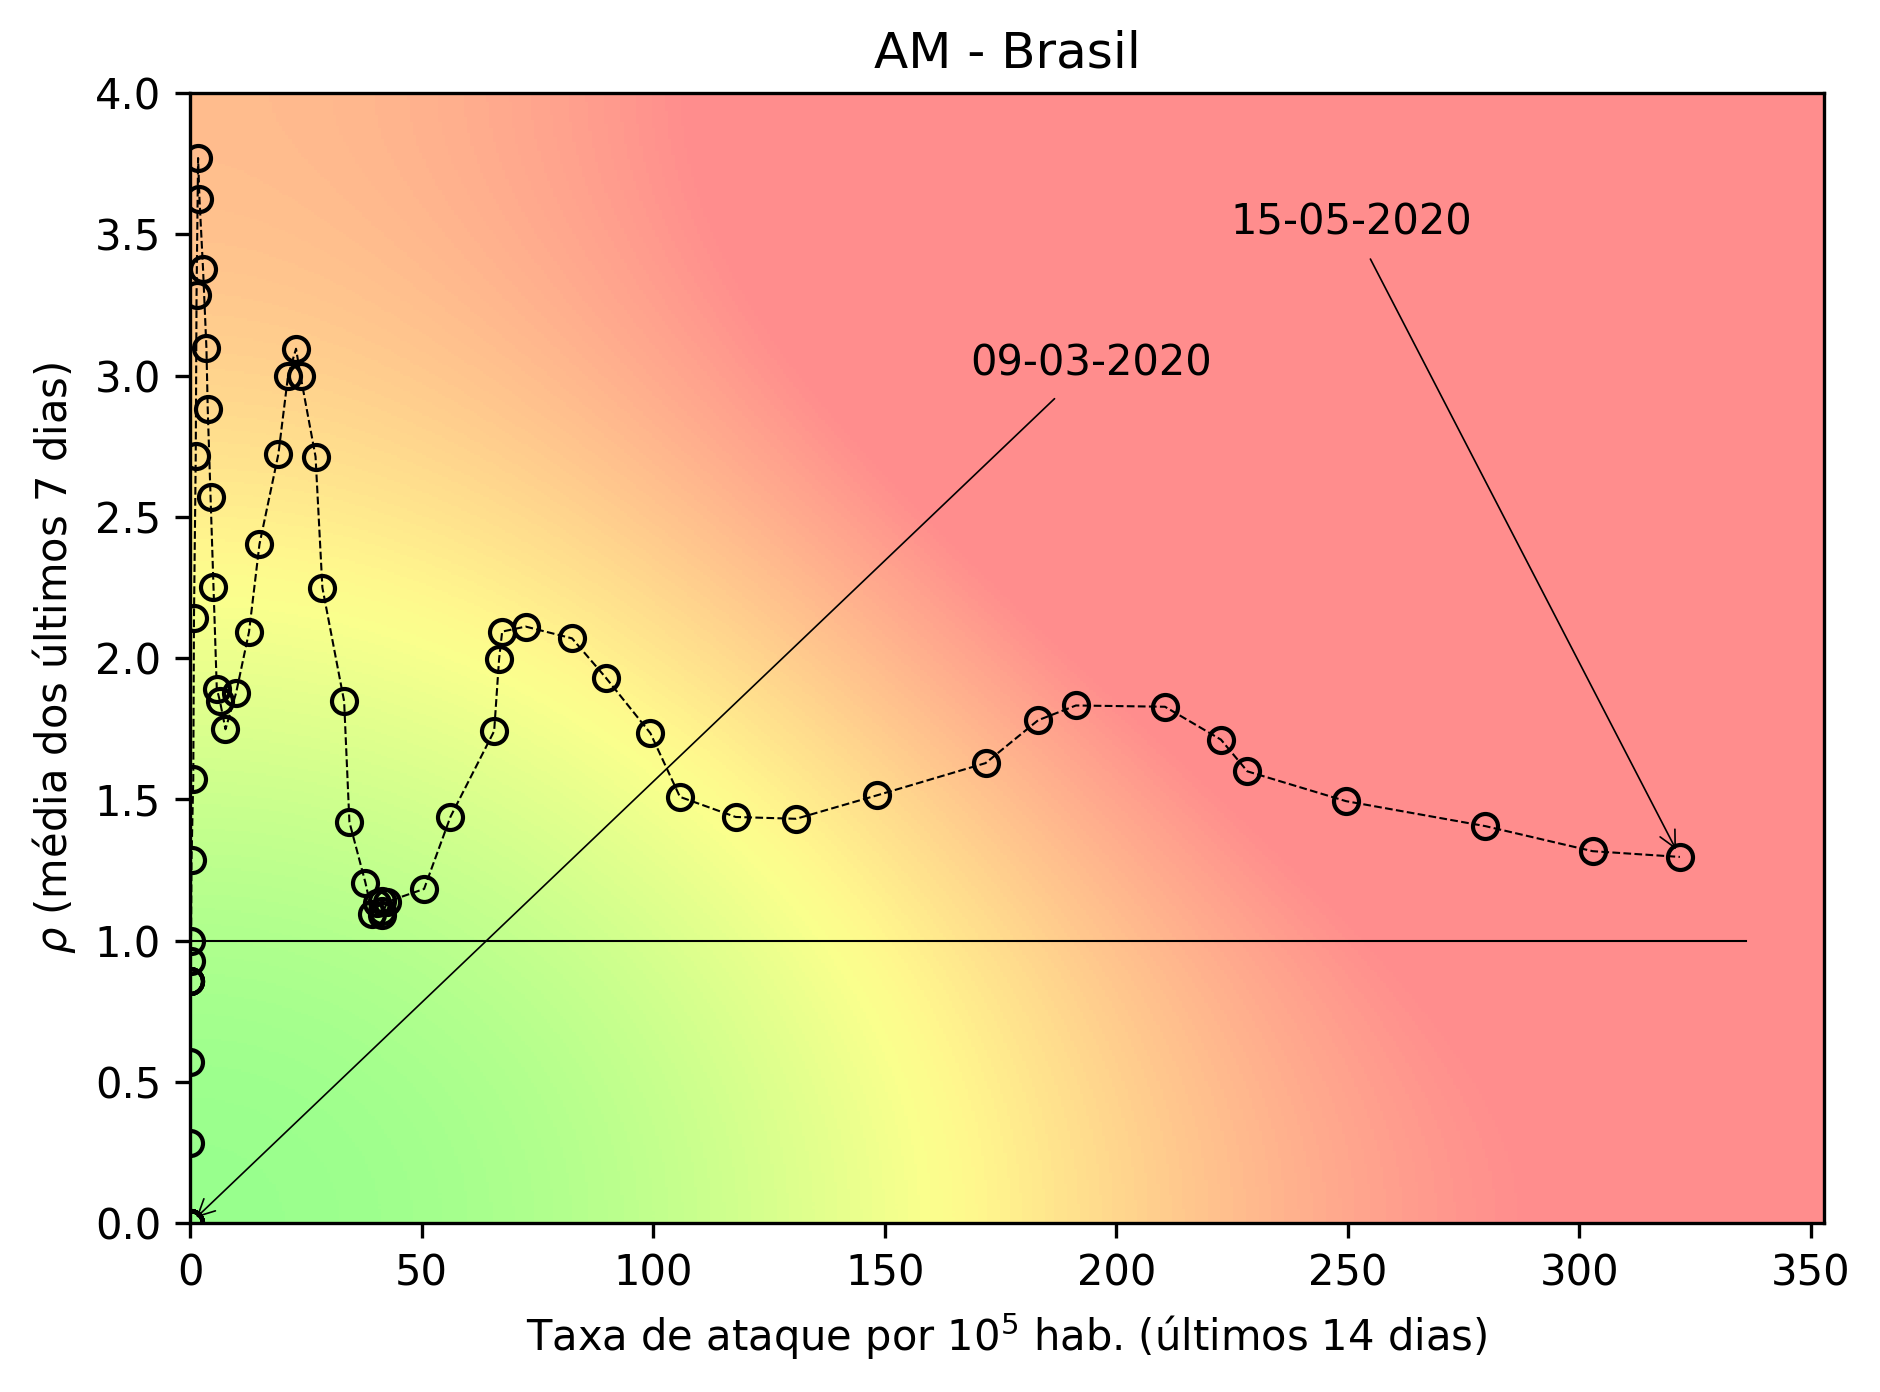 AM - Brasil
4.0
3.5
3.0
2.5
2.0
1.5
1.0
0.5
0.0
ρ (média dos últimos 7 dias)
15-05-2020
09-03-2020
0 50 100 150 200 250 300 350
Taxa de ataque por 10⁵ hab. (últimos 14 dias)